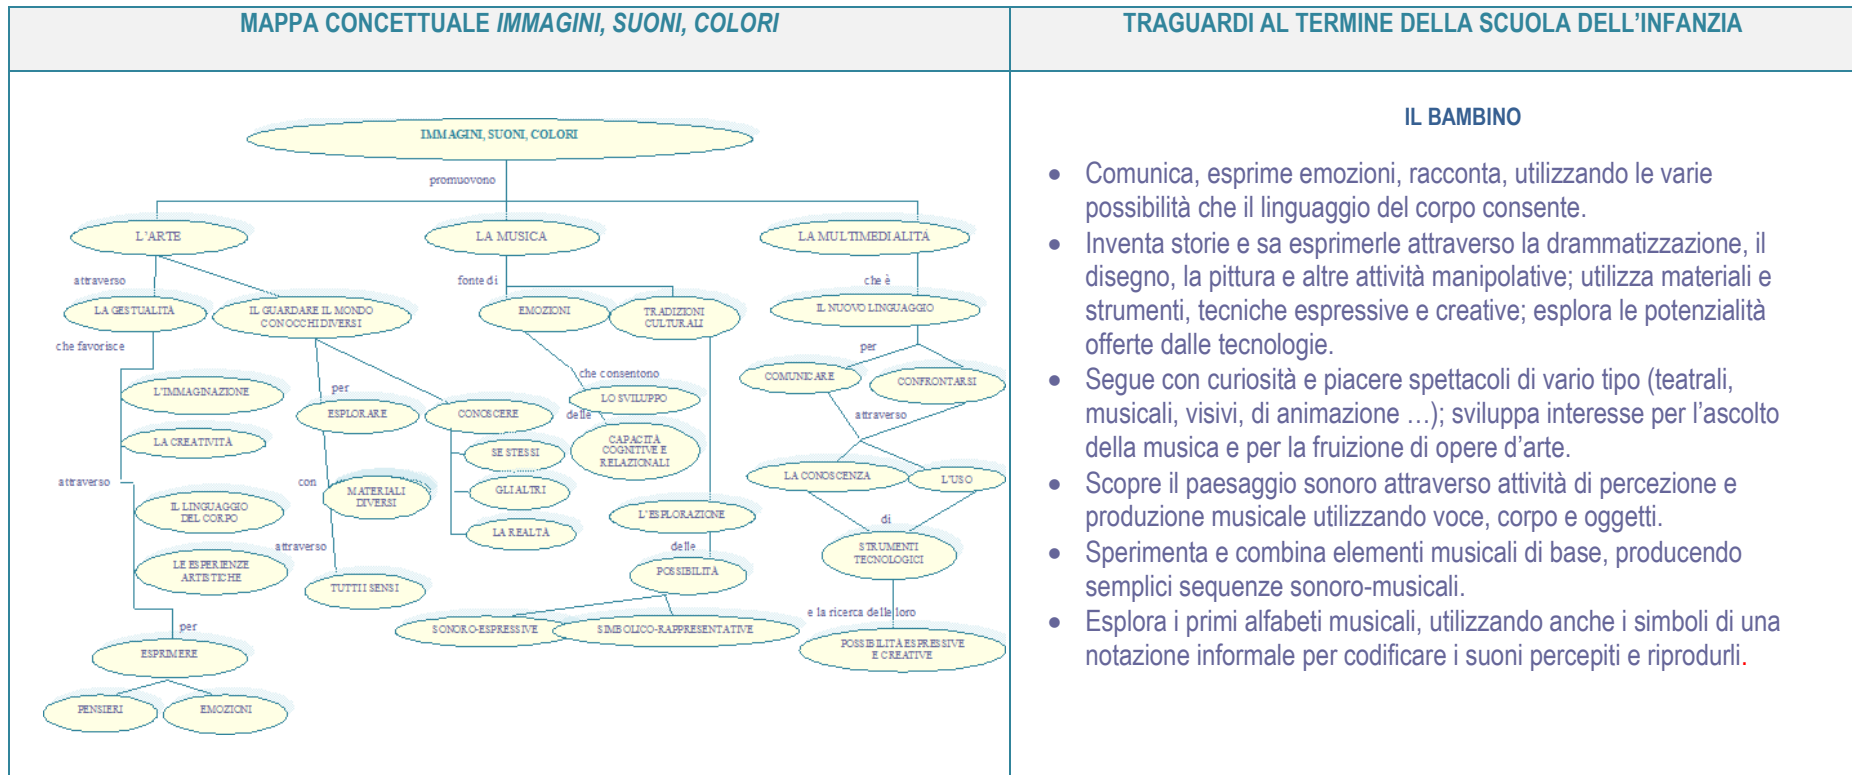 MAPPA CONCETTUALE IMMAGINI, SUONI, COLORI
IMMAGINI, SUONI, COLORI
promuovono
L'ARTE
LA MUSICA
LA MULTIMEDIALITÀ
attraverso
fonte di
che è
LA GESTUALITÀ
IL GUARDARE IL MONDO
CON OCCHI DIVERSI
EMOZIONI
TRADIZIONI
CULTURALI
IL NUOVO LINGUAGGIO
che favorisce
per
L'IMMAGINAZIONE
per
che consentono
COMUNICARE
CONFRONTARSI
ESPLORARE
CONOSCERE
LO SVILUPPO
delle
attraverso
LA CREATIVITÀ
SE STESSI
CAPACITÀ
COGNITIVE E
RELAZIONALI
attraverso
con
MATERIALI
DIVERSI
GLI ALTRI
LA CONOSCENZA
L'USO
IL LINGUAGGIO
DEL CORPO
LA REALTÀ
L'ESPLORAZIONE
di
attraverso
delle
STRUMENTI
TECNOLOGICI
LE ESPERIENZE
ARTISTICHE
TUTTI I SENSI
POSSIBILITÀ
e la ricerca delle loro
per
SONORO-ESPRESSIVE
SIMBOLICO-RAPPRESENTATIVE
POSSIBILITÀ ESPRESSIVE
E CREATIVE
ESPRIMERE
PENSIERI
EMOZIONI
TRAGUARDI AL TERMINE DELLA SCUOLA DELL’INFANZIA
IL BAMBINO
• Comunica, esprime emozioni, racconta, utilizzando le varie
possibilità che il linguaggio del corpo consente.
• Inventa storie e sa esprimerle attraverso la drammatizzazione, il
disegno, la pittura e altre attività manipolative; utilizza materiali e
strumenti, tecniche espressive e creative; esplora le potenzialità
offerte dalle tecnologie.
• Segue con curiosità e piacere spettacoli di vario tipo (teatrali,
musicali, visivi, di animazione …); sviluppa interesse per l’ascolto
della musica e per la fruizione di opere d’arte.
• Scopre il paesaggio sonoro attraverso attività di percezione e
produzione musicale utilizzando voce, corpo e oggetti.
• Sperimenta e combina elementi musicali di base, producendo
semplici sequenze sonoro-musicali.
• Esplora i primi alfabeti musicali, utilizzando anche i simboli di una
notazione informale per codificare i suoni percepiti e riprodurli.